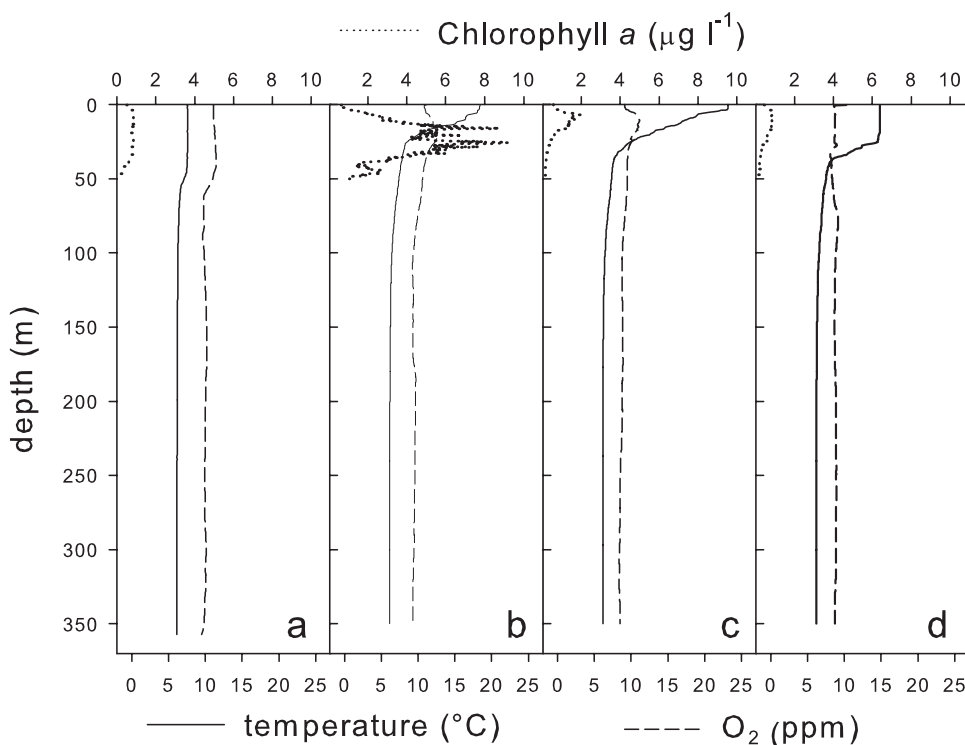 Chlorophyll a (µg l⁻¹)
0 2 4 6 8 10 0 2 4 6 8 10 0 2 4 6 8 10 0 2 4 6 8 10
0
50
100
150
200
250
300
350
depth (m)
a b c d
0 5 10 15 20 25 0 5 10 15 20 25 0 5 10 15 20 25 0 5 10 15 20 25
temperature (°C) O₂ (ppm)